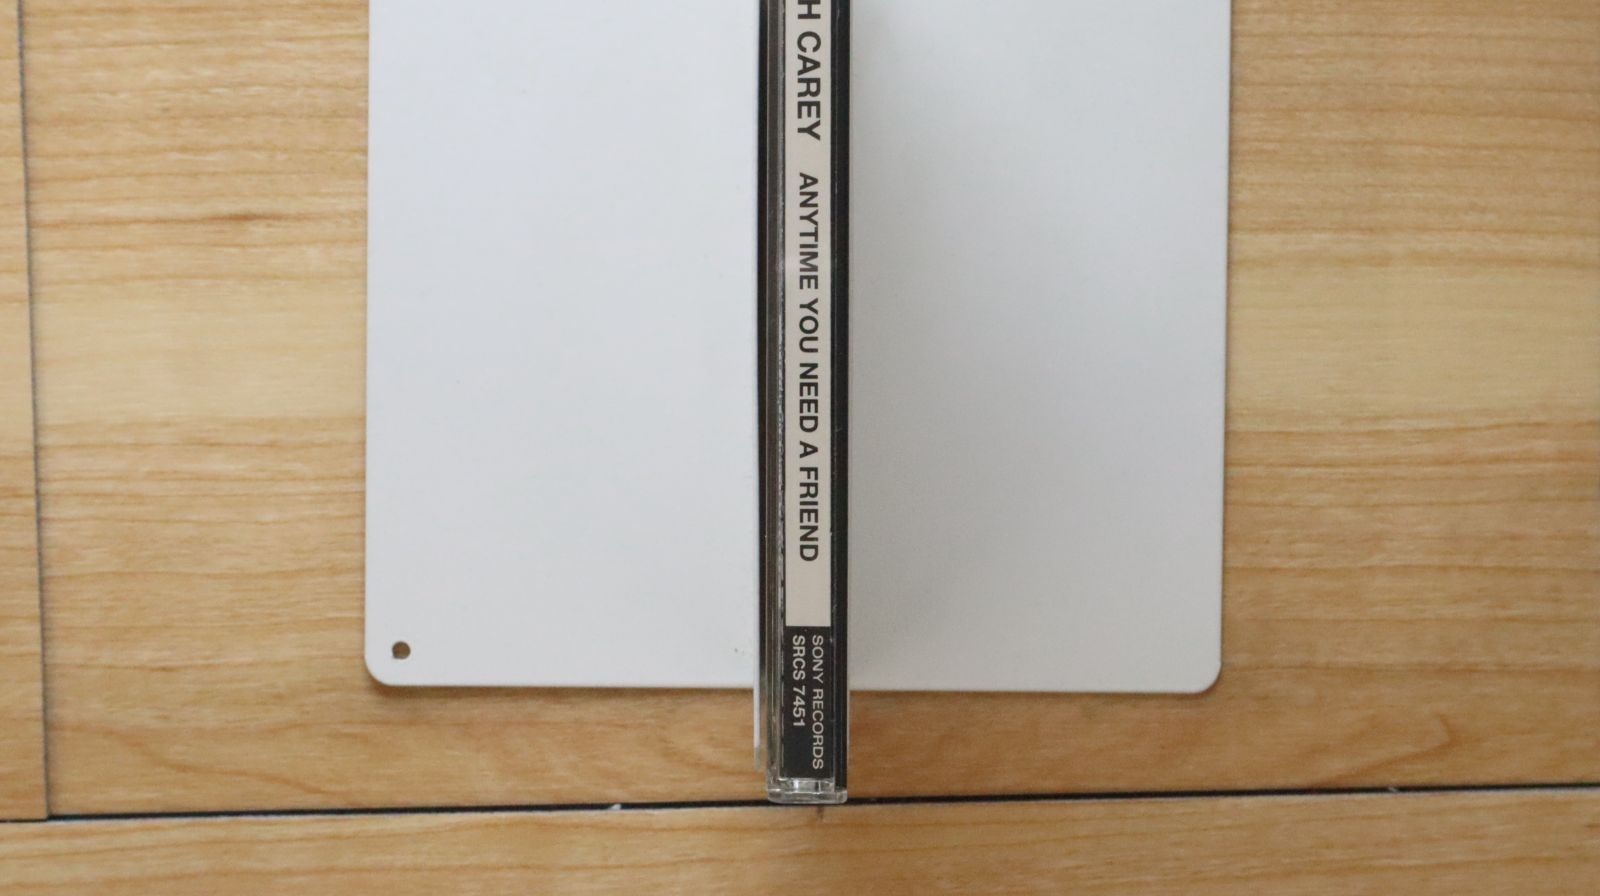 H CAREY ANYTIME YOU NEED A FRIEND
SONY RECORDS
SRCS 7451